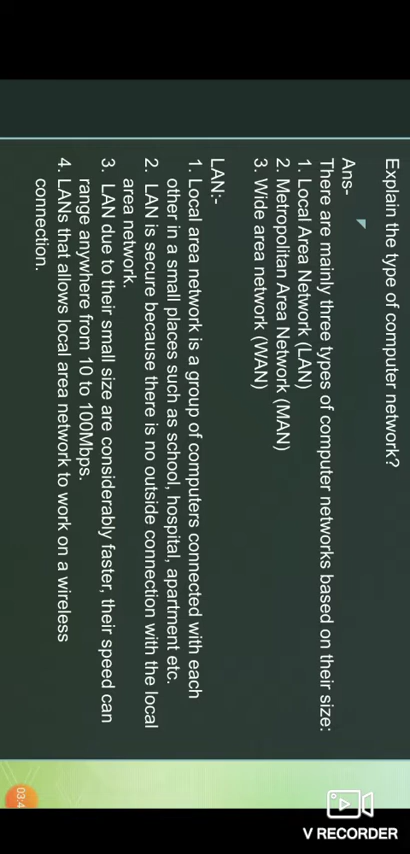 Explain the type of computer network?
Ans-
There are mainly three types of computer networks based on their size:
1. Local Area Network (LAN)
2. Metropolitan Area Network (MAN)
3. Wide area network (WAN)
LAN:-
1. Local area network is a group of computers connected with each
other in a small places such as school, hospital, apartment etc.
2. LAN is secure because there is no outside connection with the local
area network.
3. LAN due to their small size are considerably faster, their speed can
range anywhere from 10 to 100Mbps.
4. LANs that allows local area network to work on a wireless
connection.
03:4
V RECORDER